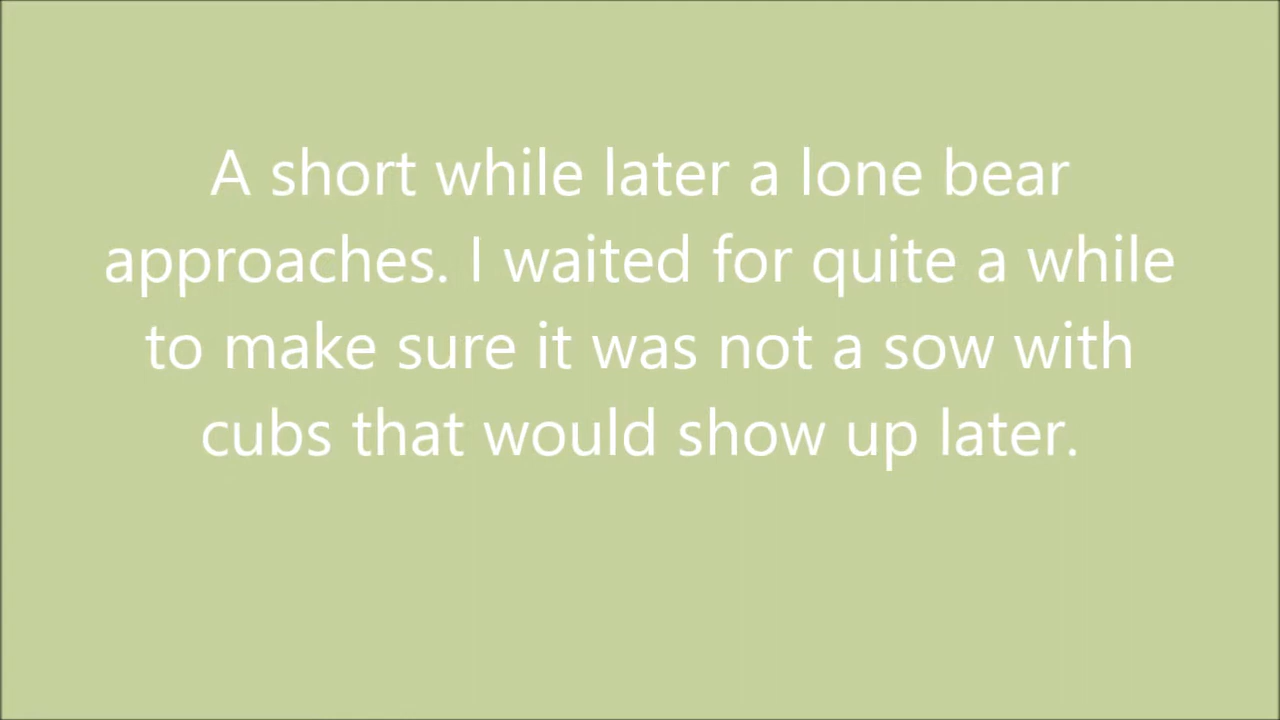 A short while later a lone bear
approaches. I waited for quite a while
to make sure it was not a sow with
cubs that would show up later.